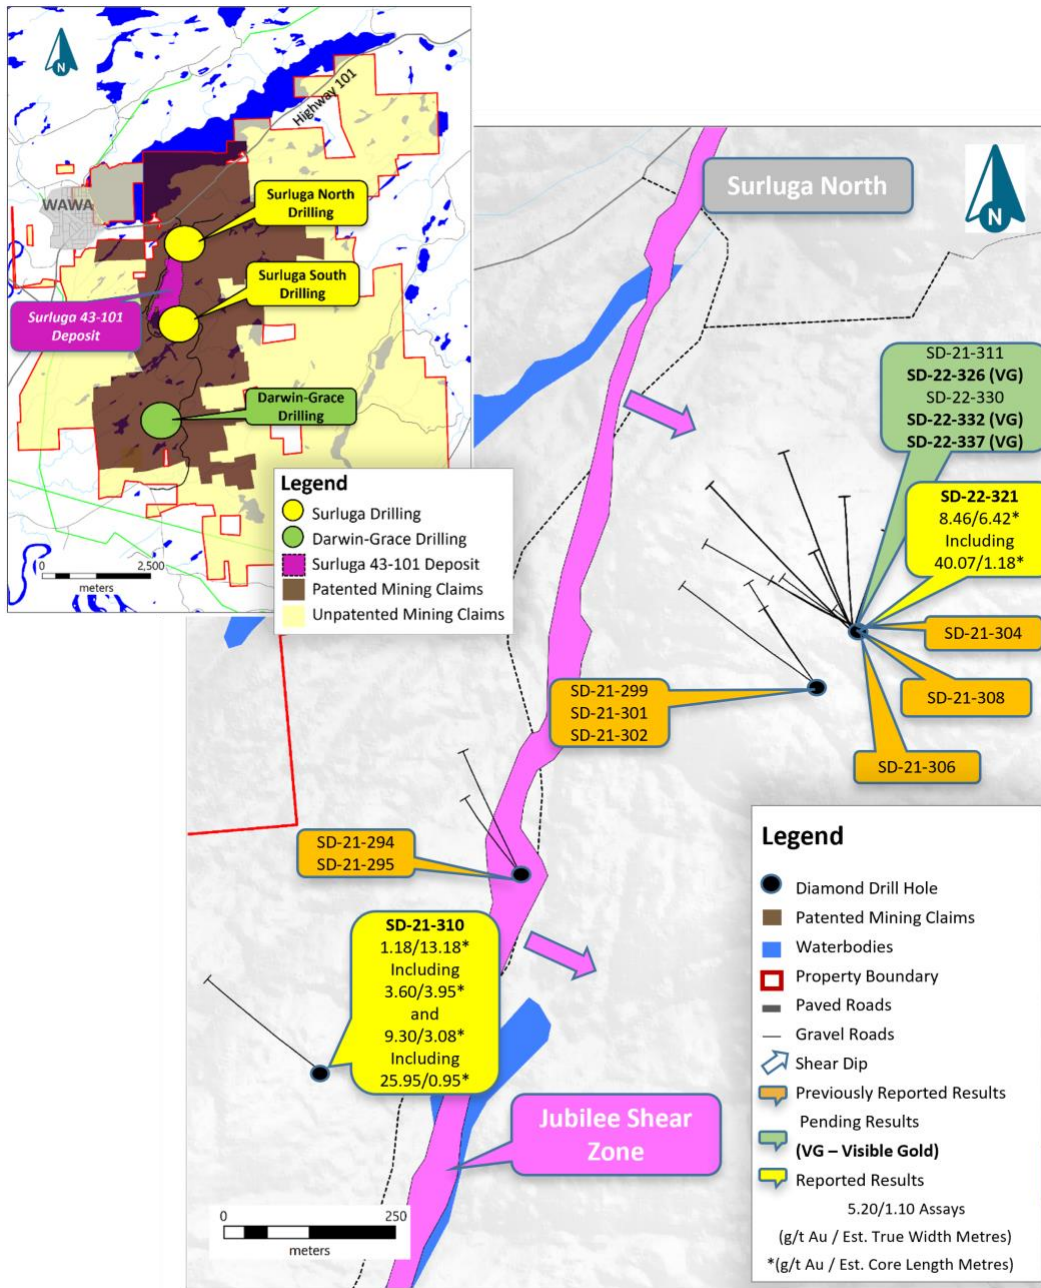 N
Highway 101
WAWA
Surluga North
Drilling
Surluga South
Drilling
Surluga 43-101
Deposit
Darwin-Grace
Drilling
Legend
Surluga Drilling
Darwin-Grace Drilling
Surluga 43-101 Deposit
Patented Mining Claims
Unpatented Mining Claims
0 2,500
meters
Surluga North
N
SD-21-311
SD-22-326 (VG)
SD-22-330
SD-22-332 (VG)
SD-22-337 (VG)
SD-22-321
8.46/6.42*
Including
40.07/1.18*
SD-21-304
SD-21-308
SD-21-306
SD-21-299
SD-21-301
SD-21-302
SD-21-294
SD-21-295
SD-21-310
1.18/13.18*
Including
3.60/3.95*
and
9.30/3.08*
Including
25.95/0.95*
Jubilee Shear
Zone
0 250
meters
Legend
Diamond Drill Hole
Patented Mining Claims
Waterbodies
Property Boundary
Paved Roads
Gravel Roads
Shear Dip
Previously Reported Results
Pending Results
(VG – Visible Gold)
Reported Results
5.20/1.10 Assays
(g/t Au / Est. True Width Metres)
*(g/t Au / Est. Core Length Metres)